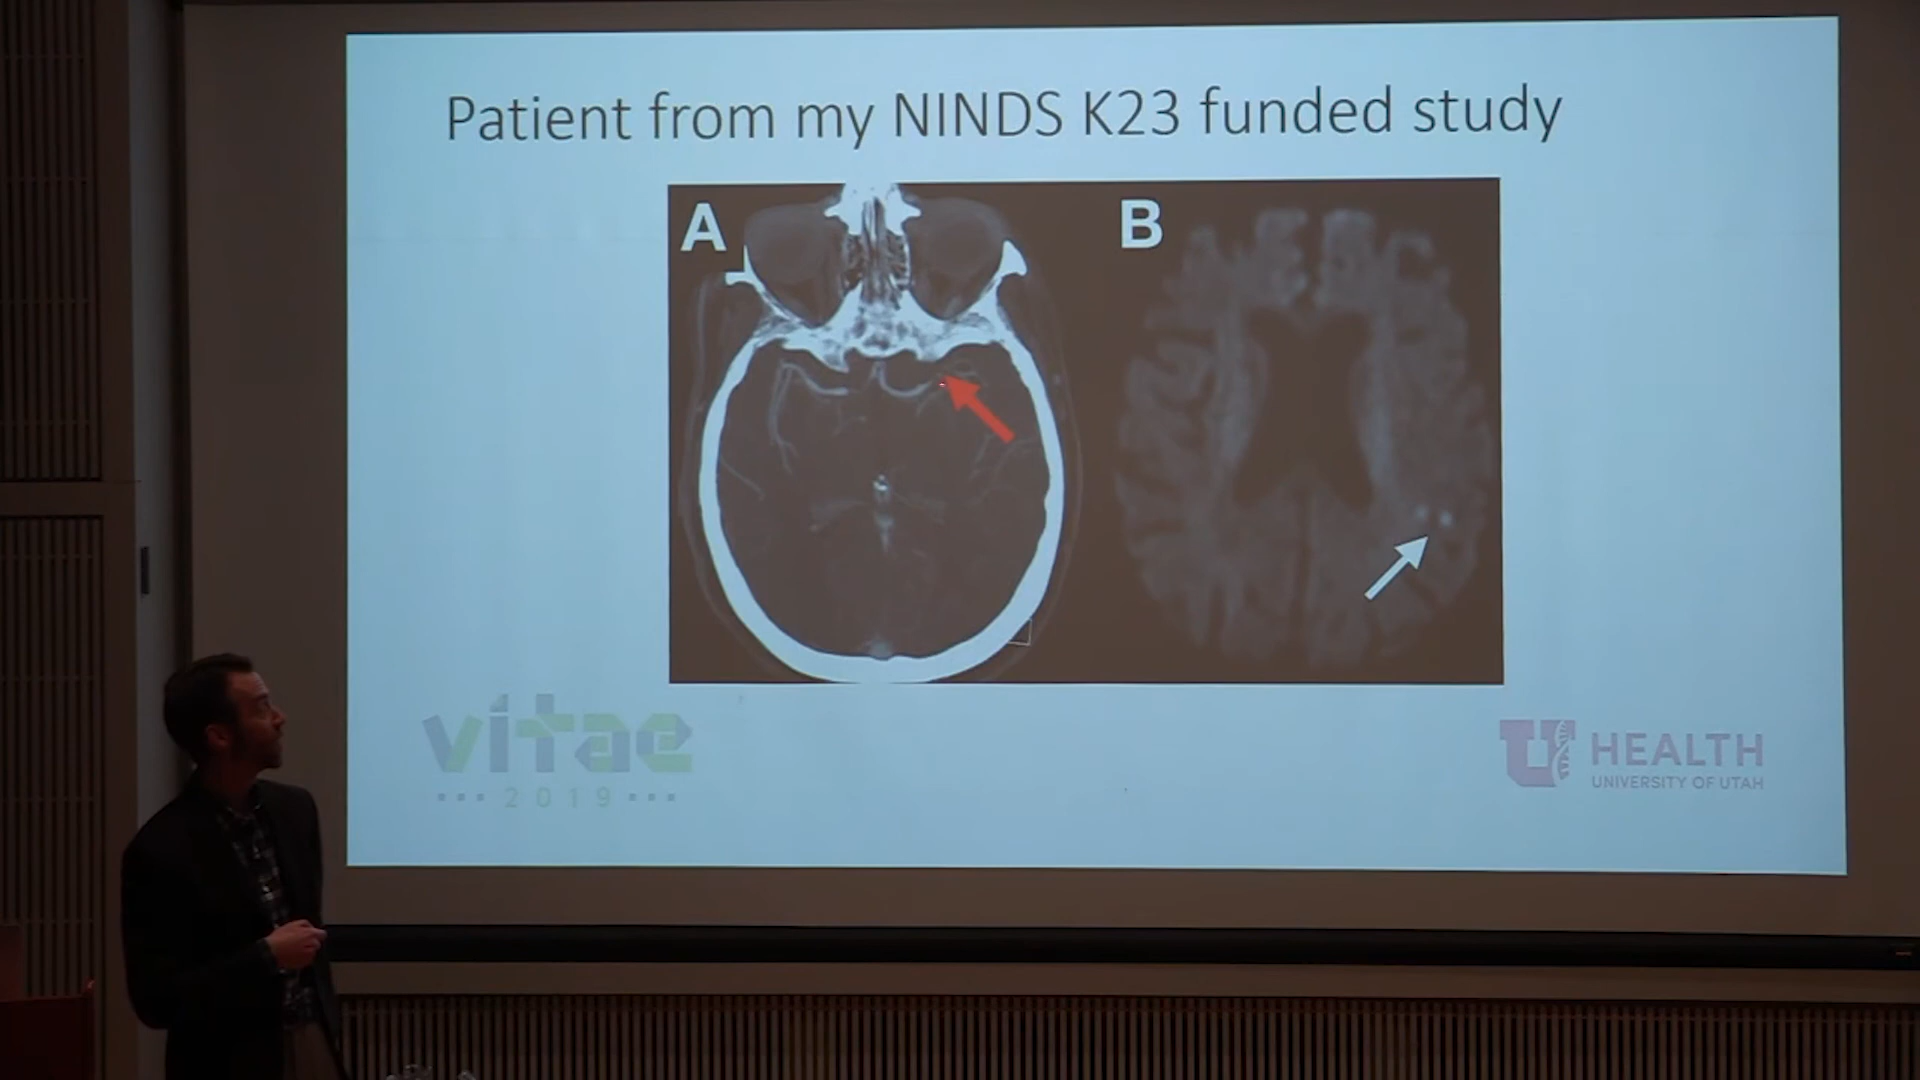 Patient from my NINDS K23 funded study
A
B
vitae
2019
U HEALTH
UNIVERSITY OF UTAH